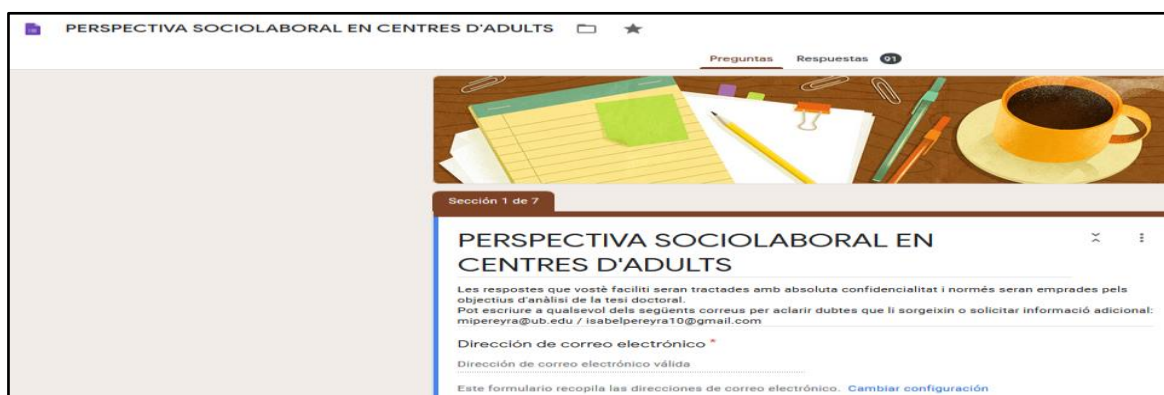 PERSPECTIVA SOCIOLABORAL EN CENTRES D'ADULTS
Preguntas Respuestas 91
Sección 1 de 7
PERSPECTIVA SOCIOLABORAL EN
CENTRES D'ADULTS
Les respostes que vostè faciliti seran tractades amb absoluta confidencialitat i només seran emprades pels
objectius d'anàlisi de la tesi doctoral.
Pot escriure a qualsevol dels següents correus per aclarir dubtes que li sorgeixin o solicitar informació adicional:
mipereyra@ub.edu / isabelpereyra10@gmail.com
Dirección de correo electrónico *
Dirección de correo electrónico válida
Este formulario recopila las direcciones de correo electrónico. Cambiar configuración